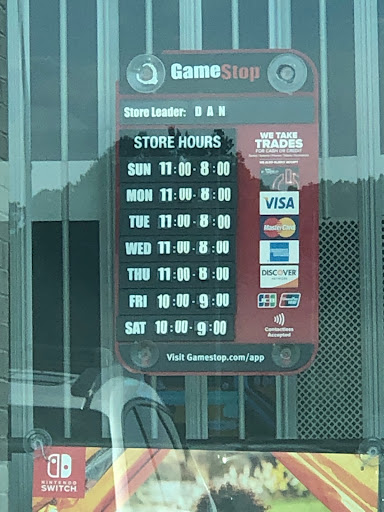 GameStop
Store Leader: D A N
STORE HOURS
SUN 11:00-8:00
MON 11:00-8:00
TUE 11:00-8:00
WED 11:00-8:00
THU 11:00-8:00
FRI 10:00-9:00
SAT 10:00-9:00
WE TAKE
TRADES
FOR CASH OR CREDIT
VISA
MasterCard
DISCOVER
JCB
Contactless
Accepted
Visit Gamestop.com/app
NINTENDO
SWITCH